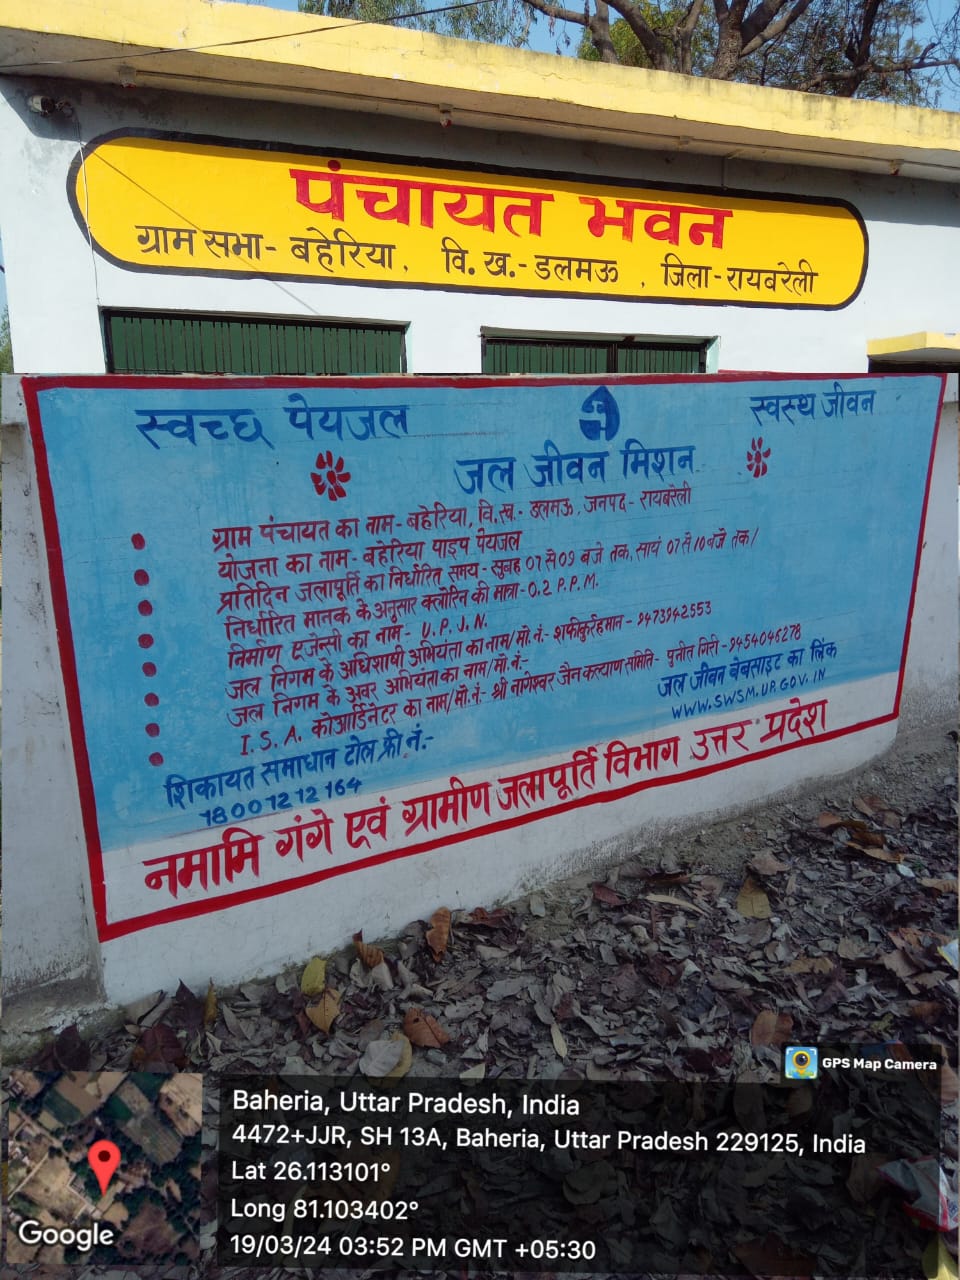 पंचायत भवन
ग्राम सभा- बहेरिया, वि. ख.- डलमऊ, जिला-रायबरेली
स्वच्छ पेयजल
स्वस्थ जीवन
जल जीवन मिशन
ग्राम पंचायत का नाम- बहेरिया, वि.ख.- डलमऊ, जनपद- रायबरेली
योजना का नाम- बहेरिया पाइप पेयजल
प्रतिदिन जलापूर्ति का निर्धारित समय- सुबह 07 से 09 बजे तक, सायं 07 से 10 बजे तक/
निर्धारित मानक के अनुसार क्लोरिन की मात्रा- 0.2 P.P.M.
निर्माण एजेन्सी का नाम- U.P.J.N.
जल निगम के अधिशाषी अभियंता का नाम/मो.नं.- शफीकुर्रहमान- 9473942553
जल निगम के अवर अभियंता का नाम/मो.नं.-
I.S.A. कोआर्डिनेटर का नाम/मो.नं.- श्री नागेश्वर जैन कल्याण समिति- पुनीत गिरी-9454046278
जल जीवन वेबसाइट का लिंक
WWW.SWSM.UP.GOV.IN
शिकायत समाधान टोल फ्री नं.-
18001212164
नमामि गंगे एवं ग्रामीण जलापूर्ति विभाग उत्तर प्रदेश
GPS Map Camera
Baheria, Uttar Pradesh, India
4472+JJR, SH 13A, Baheria, Uttar Pradesh 229125, India
Lat 26.113101°
Long 81.103402°
19/03/24 03:52 PM GMT +05:30
Google